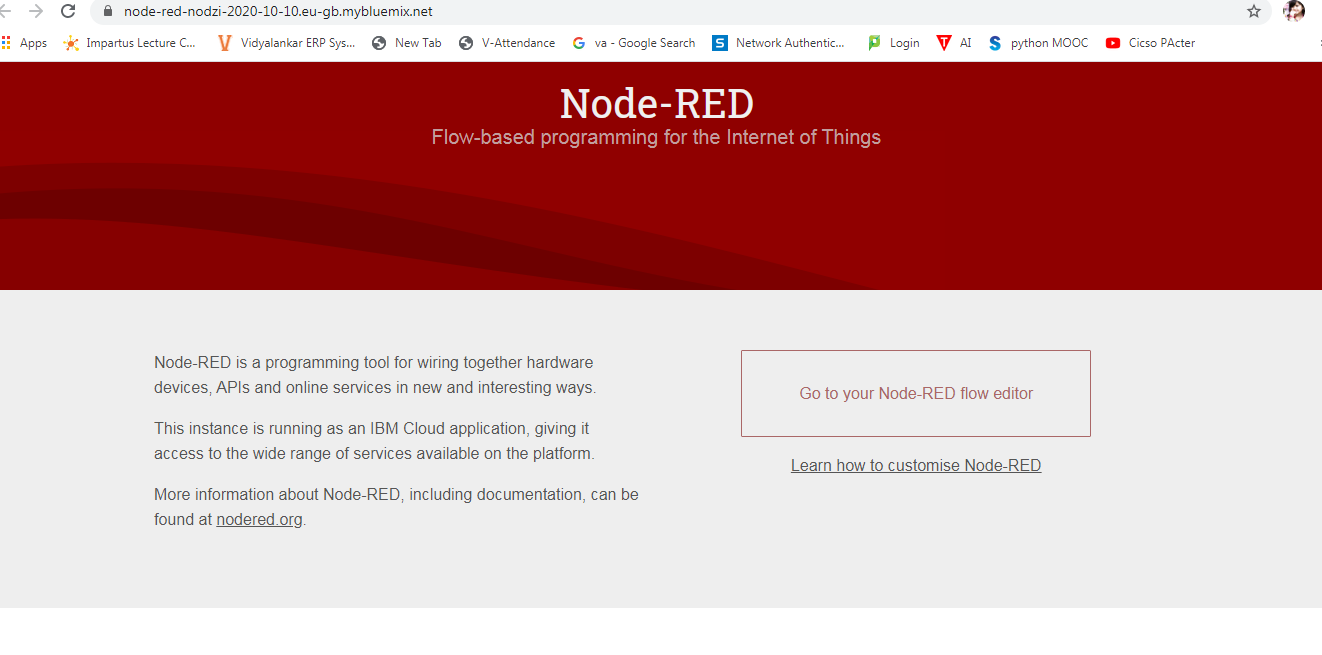 node-red-nodzi-2020-10-10.eu-gb.mybluemix.net
Apps Impartus Lecture C... Vidyalankar ERP Sys... New Tab V-Attendance va - Google Search Network Authentic... Login AI python MOOC Cicso PActer
Node-RED
Flow-based programming for the Internet of Things
Node-RED is a programming tool for wiring together hardware
devices, APIs and online services in new and interesting ways.
This instance is running as an IBM Cloud application, giving it
access to the wide range of services available on the platform.
More information about Node-RED, including documentation, can be
found at nodered.org.
Go to your Node-RED flow editor
Learn how to customise Node-RED